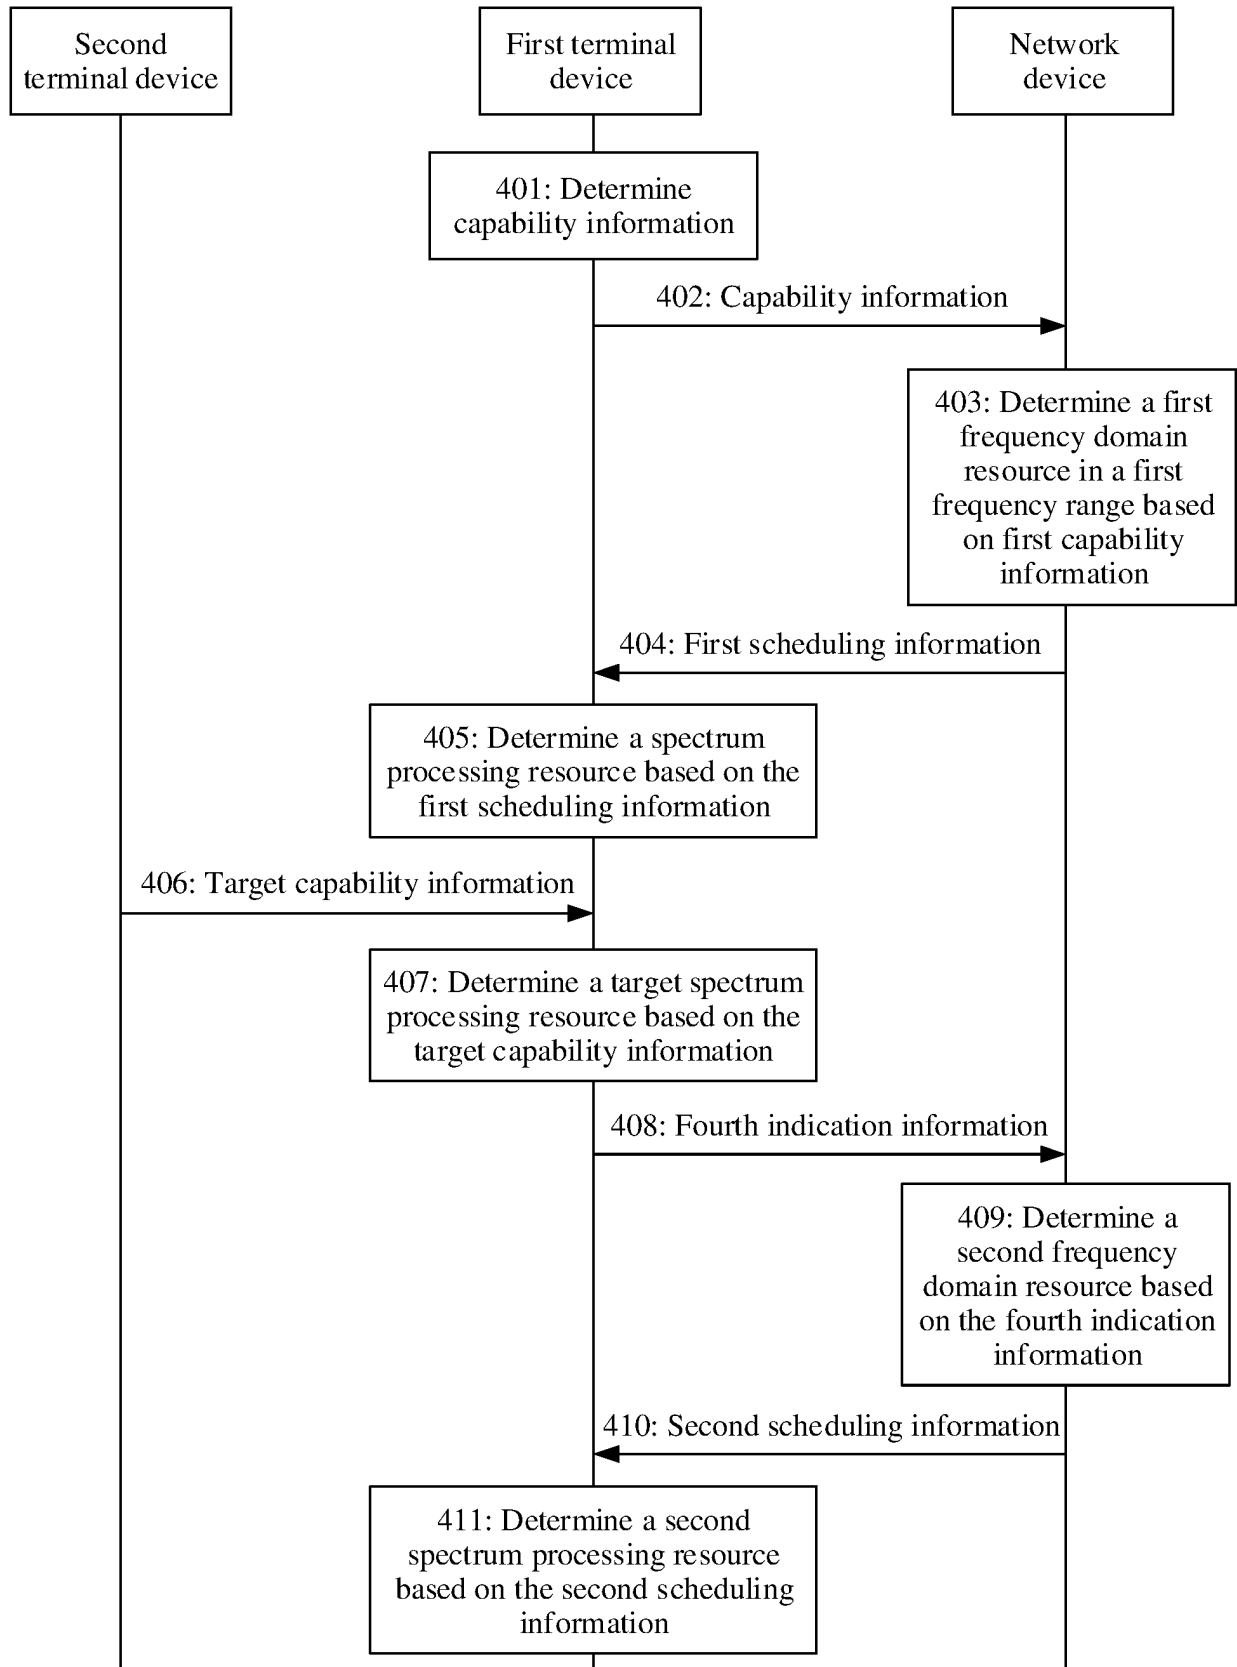 Second
terminal device
First terminal
device
Network
device
401: Determine
capability information
402: Capability information
403: Determine a first
frequency domain
resource in a first
frequency range based
on first capability
information
404: First scheduling information
405: Determine a spectrum
processing resource based on the
first scheduling information
406: Target capability information
407: Determine a target spectrum
processing resource based on the
target capability information
408: Fourth indication information
409: Determine a
second frequency
domain resource based
on the fourth indication
information
410: Second scheduling information
411: Determine a second
spectrum processing resource
based on the second scheduling
information